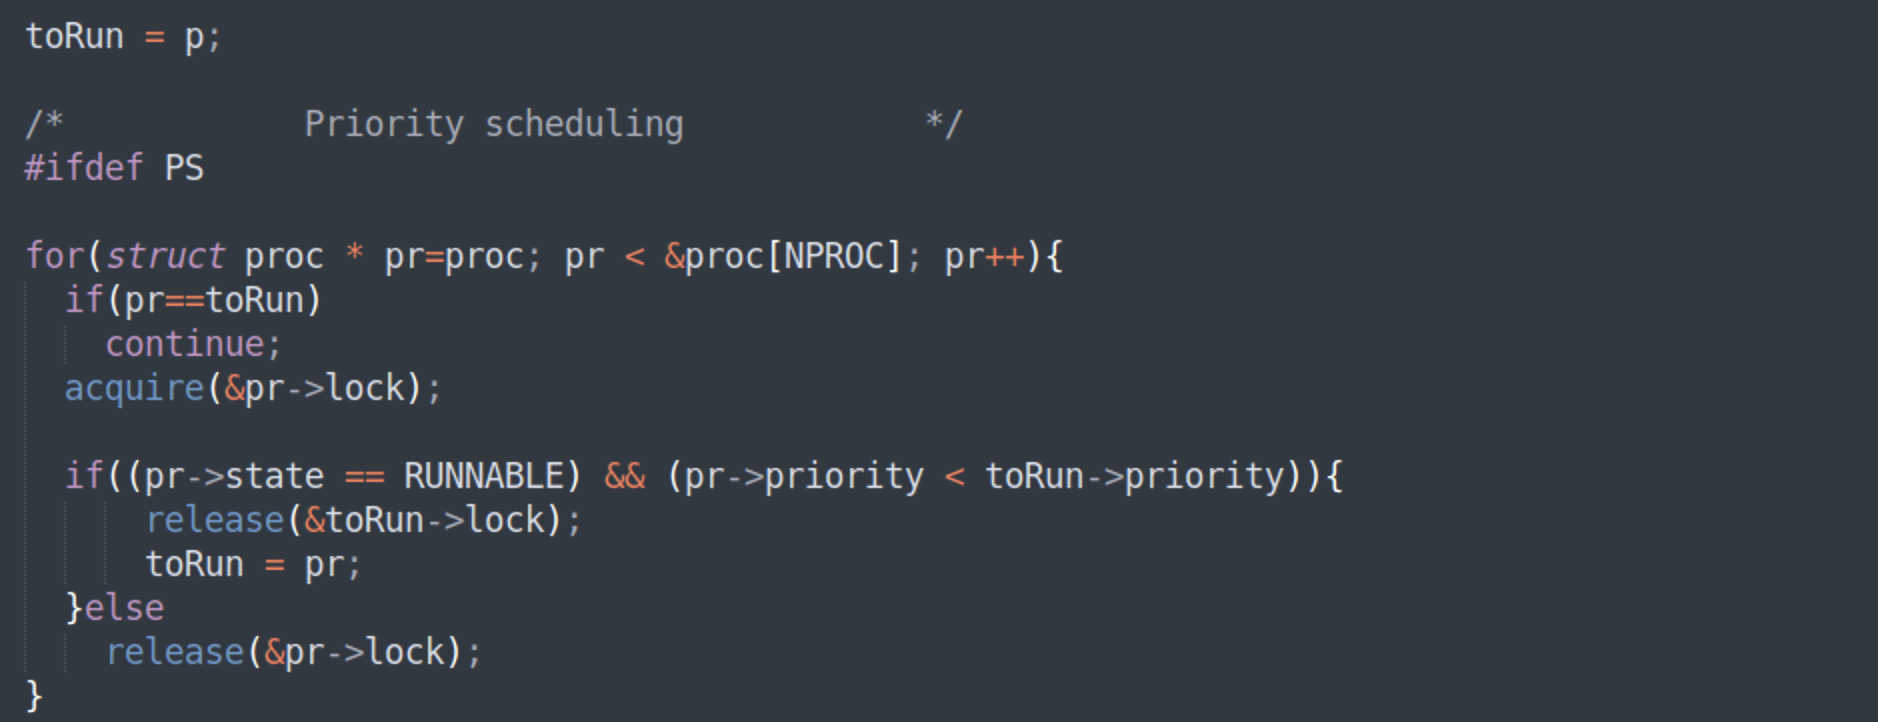 toRun = p;
/*            Priority scheduling            */
#ifdef PS
for(struct proc * pr=proc; pr < &proc[NPROC]; pr++){
  if(pr==toRun)
    continue;
  acquire(&pr->lock);
  if((pr->state == RUNNABLE) && (pr->priority < toRun->priority)){
      release(&toRun->lock);
      toRun = pr;
  }else
    release(&pr->lock);
}